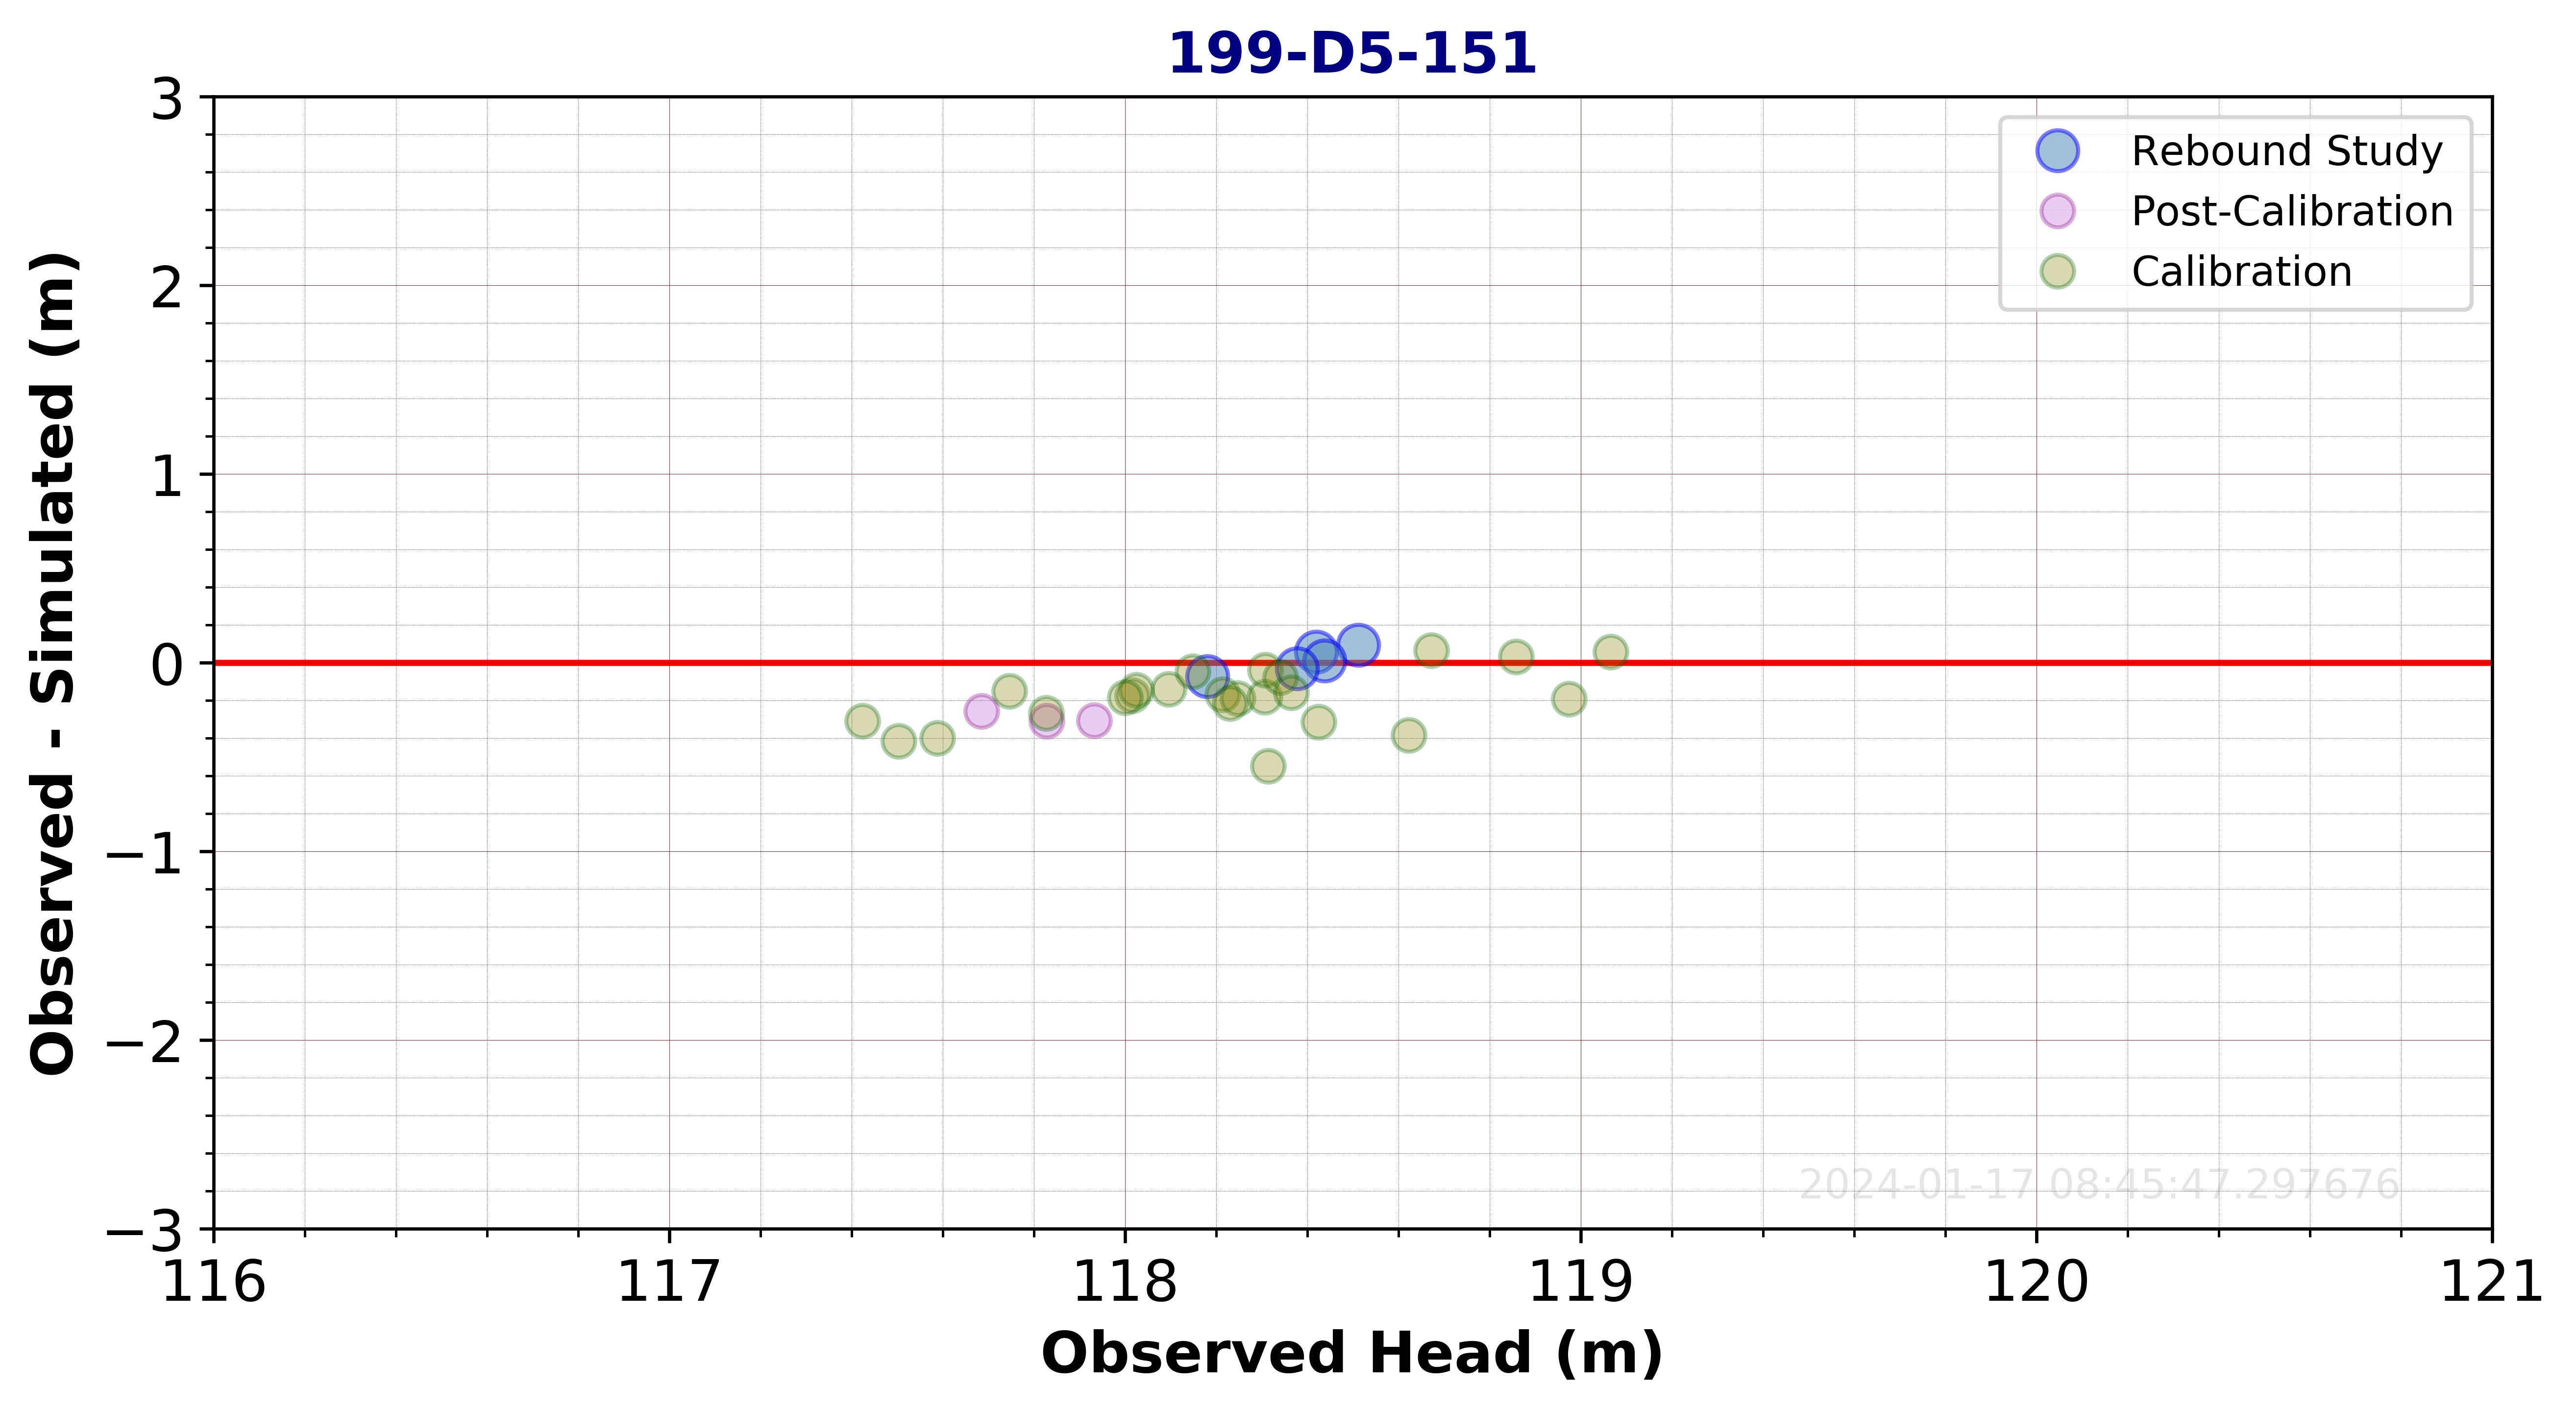 199-D5-151
3
2
1
0
−1
−2
−3
Observed - Simulated (m)
Rebound Study
Post-Calibration
Calibration
2024-01-17 08:45:47.297676
116 117 118 119 120 121
Observed Head (m)